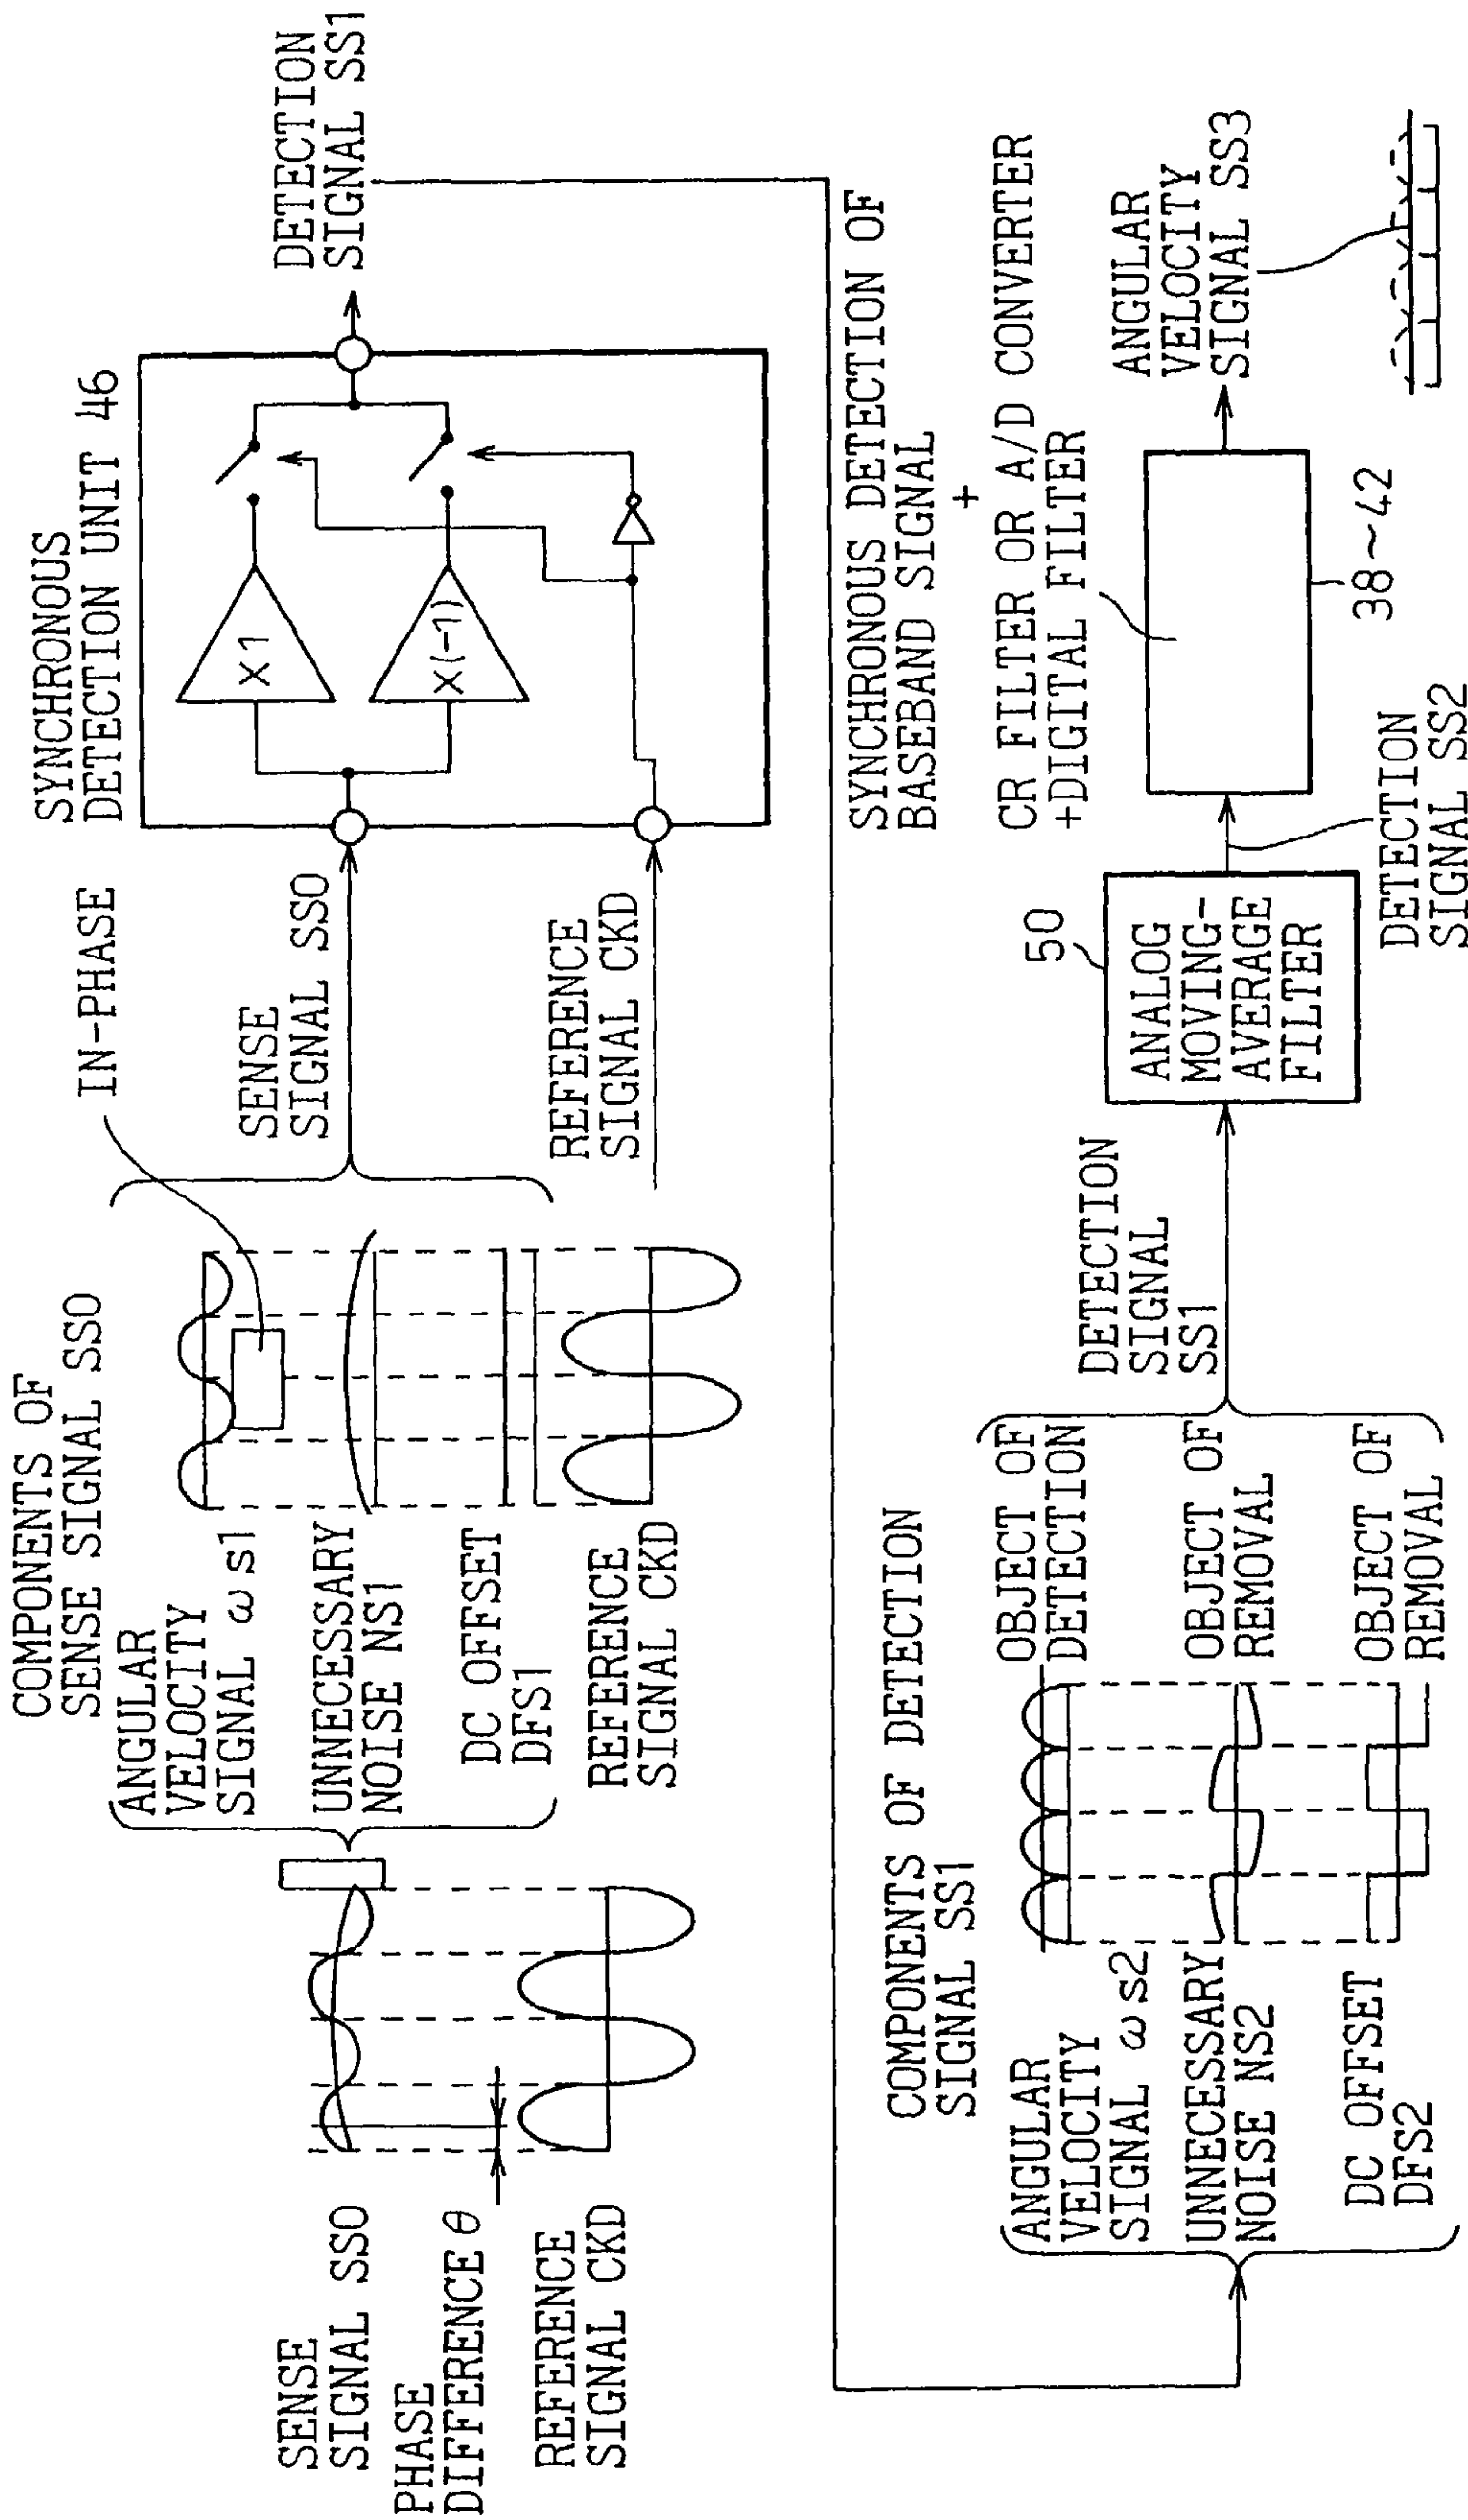 SENSE
SIGNAL SS0
PHASE
DIFFERENCE θ
REFERENCE
SIGNAL CKD
COMPONENTS OF
SENSE SIGNAL SS0
ANGULAR
VELOCITY
SIGNAL ωs1
UNNECESSARY
NOISE NS1
DC OFFSET
DFS1
REFERENCE
SIGNAL CKD
IN-PHASE
SENSE
SIGNAL SS0
REFERENCE
SIGNAL CKD
SYNCHRONOUS
DETECTION UNIT 46
X1
X(-1)
DETECTION
SIGNAL SS1
COMPONENTS OF DETECTION
SIGNAL SS1
ANGULAR
VELOCITY
SIGNAL ωs2
UNNECESSARY
NOISE NS2
DC OFFSET
DFS2
OBJECT OF
DETECTION
OBJECT OF
REMOVAL
OBJECT OF
REMOVAL
DETECTION
SIGNAL
SS1
50
ANALOG
MOVING-
AVERAGE
FILTER
DETECTION
SIGNAL SS2
SYNCHRONOUS DETECTION OF
BASEBAND SIGNAL
+
CR FILTER OR A/D CONVERTER
+DIGITAL FILTER
38~42
ANGULAR
VELOCITY
SIGNAL SS3